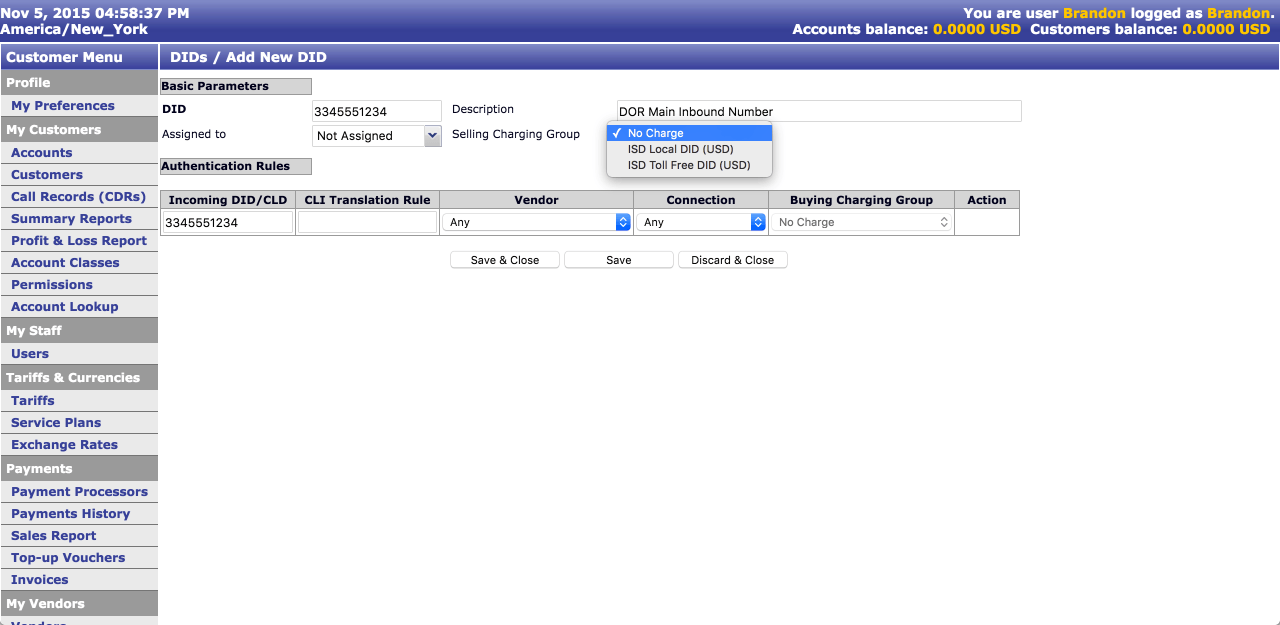 Nov 5, 2015 04:58:37 PM
America/New_York
You are user Brandon logged as Brandon.
Accounts balance: 0.0000 USD Customers balance: 0.0000 USD
Customer Menu
Profile
My Preferences
My Customers
Accounts
Customers
Call Records (CDRs)
Summary Reports
Profit & Loss Report
Account Classes
Permissions
Account Lookup
My Staff
Users
Tariffs & Currencies
Tariffs
Service Plans
Exchange Rates
Payments
Payment Processors
Payments History
Sales Report
Top-up Vouchers
Invoices
My Vendors
Vendors
DIDs / Add New DID
Basic Parameters
DID 3345551234 Description DOR Main Inbound Number
Assigned to Not Assigned Selling Charging Group
✓ No Charge
ISD Local DID (USD)
ISD Toll Free DID (USD)
Authentication Rules
Incoming DID/CLD CLI Translation Rule Vendor Connection Buying Charging Group Action
3345551234 Any Any No Charge
Save & Close Save Discard & Close